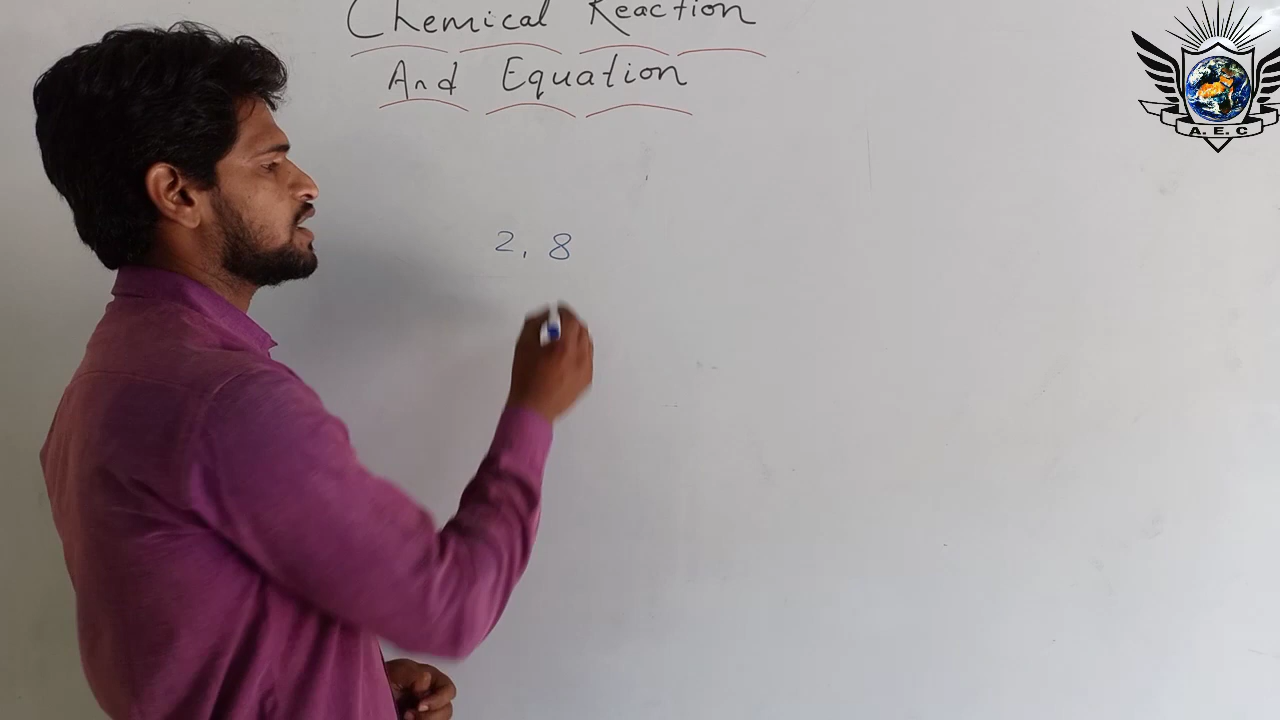 Chemical Reaction
And Equation
2, 8
A. E. C